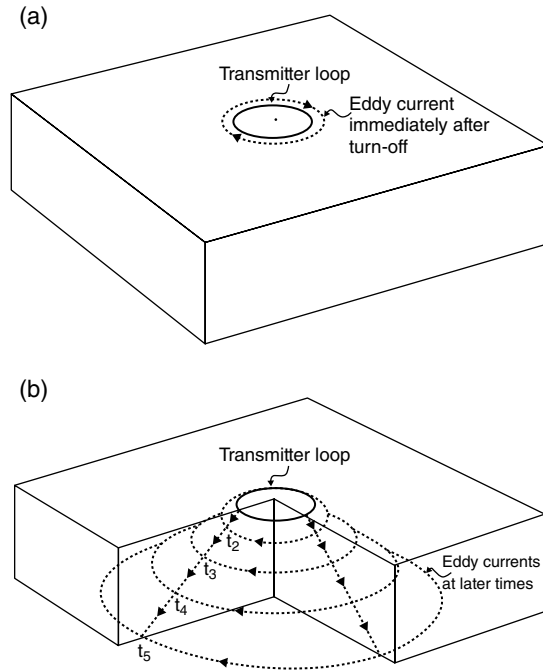 (a)
Transmitter loop
Eddy current
immediately after
turn-off
(b)
Transmitter loop
t2
t3
t4
t5
Eddy currents
at later times